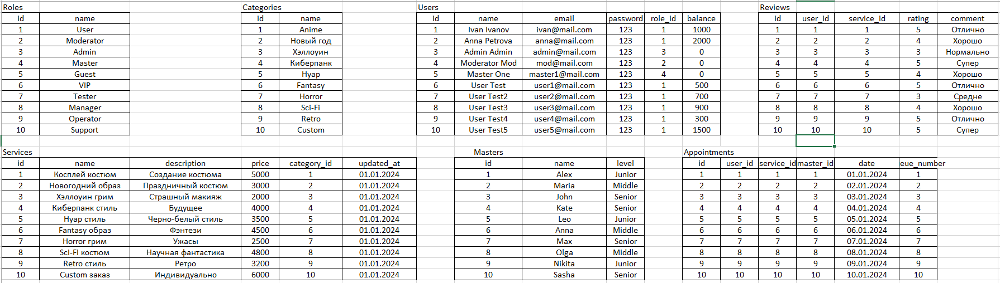 Roles Categories Users Reviews
id name id name id name email password role_id balance id user_id service_id rating comment
1 User 1 Anime 1 Ivan Ivanov ivan@mail.com 123 1 1000 1 1 1 5 Отлично
2 Moderator 2 Новый год 2 Anna Petrova anna@mail.com 123 1 2000 2 2 2 4 Хорошо
3 Admin 3 Хэллоуин 3 Admin Admin admin@mail.com 123 3 0 3 3 3 3 Нормально
4 Master 4 Киберпанк 4 Moderator Mod mod@mail.com 123 2 0 4 4 4 5 Супер
5 Guest 5 Нуар 5 Master One master1@mail.com 123 4 0 5 5 5 4 Хорошо
6 VIP 6 Fantasy 6 User Test user1@mail.com 123 1 500 6 6 6 5 Отлично
7 Tester 7 Horror 7 User Test2 user2@mail.com 123 1 700 7 7 7 3 Средне
8 Manager 8 Sci-Fi 8 User Test3 user3@mail.com 123 1 900 8 8 8 4 Хорошо
9 Operator 9 Retro 9 User Test4 user4@mail.com 123 1 300 9 9 9 5 Отлично
10 Support 10 Custom 10 User Test5 user5@mail.com 123 1 1500 10 10 10 5 Супер
Services Masters Appointments
id name description price category_id updated_at id name level id user_id service_id master_id date eue_number
1 Косплей костюм Создание костюма 5000 1 01.01.2024 1 Alex Junior 1 1 1 1 01.01.2024 1
2 Новогодний образ Праздничный костюм 3000 2 01.01.2024 2 Maria Middle 2 2 2 2 02.01.2024 2
3 Хэллоуин грим Страшный макияж 2000 3 01.01.2024 3 John Senior 3 3 3 3 03.01.2024 3
4 Киберпанк стиль Будущее 4000 4 01.01.2024 4 Kate Senior 4 4 4 4 04.01.2024 4
5 Нуар стиль Черно-белый стиль 3500 5 01.01.2024 5 Leo Junior 5 5 5 5 05.01.2024 5
6 Fantasy образ Фэнтези 4500 6 01.01.2024 6 Anna Middle 6 6 6 6 06.01.2024 6
7 Horror грим Ужасы 2500 7 01.01.2024 7 Max Senior 7 7 7 7 07.01.2024 7
8 Sci-Fi костюм Научная фантастика 4800 8 01.01.2024 8 Olga Middle 8 8 8 8 08.01.2024 8
9 Retro стиль Ретро 3200 9 01.01.2024 9 Nikita Junior 9 9 9 9 09.01.2024 9
10 Custom заказ Индивидуально 6000 10 01.01.2024 10 Sasha Senior 10 10 10 10 10.01.2024 10